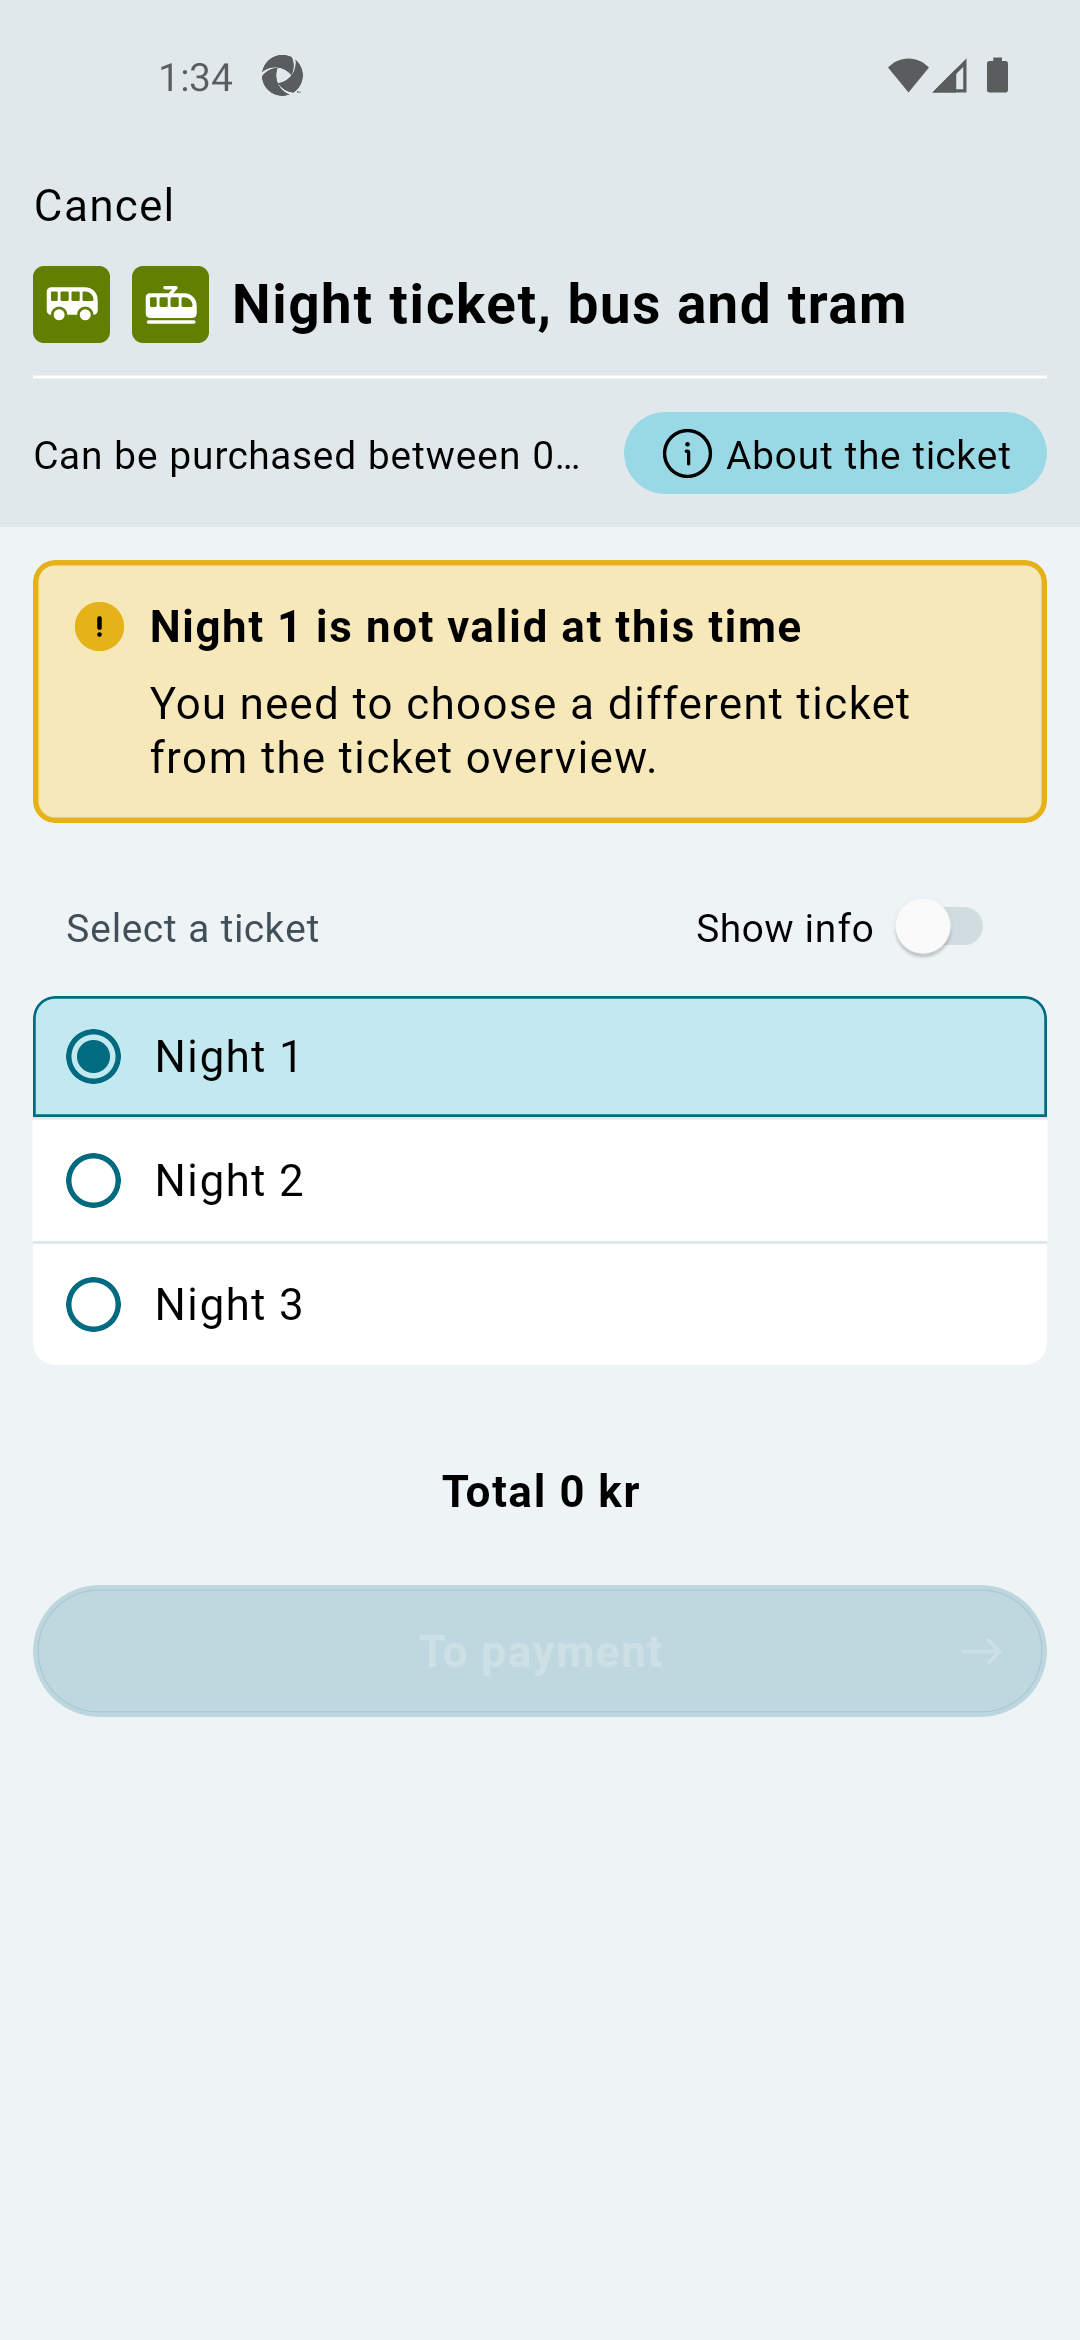 1:34
Cancel
Night ticket, bus and tram
Can be purchased between 0…
About the ticket
Night 1 is not valid at this time
You need to choose a different ticket
from the ticket overview.
Select a ticket
Show info
Night 1
Night 2
Night 3
Total 0 kr
To payment